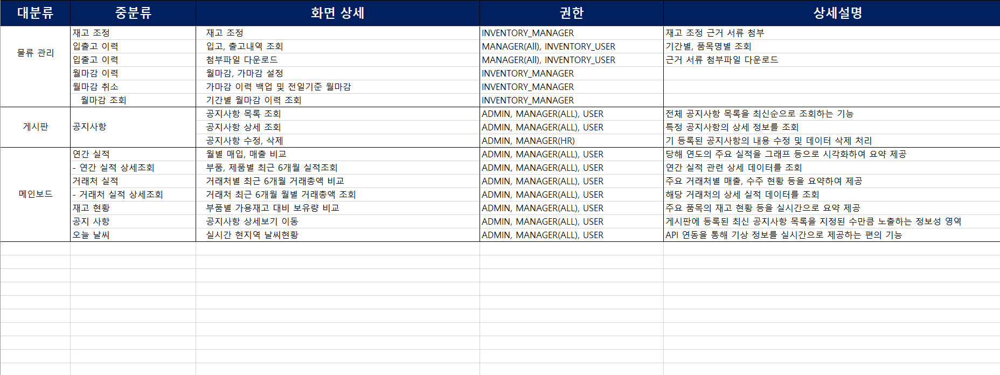 대분류 중분류 화면 상세 권한 상세설명
재고 조정 재고 조정 INVENTORY_MANAGER 재고 조정 근거 서류 첨부
입출고 이력 입고, 출고내역 조회 MANAGER(All), INVENTORY_USER 기간별, 품목명별 조회
물류 관리
입출고 이력 첨부파일 다운로드 MANAGER(All), INVENTORY_USER 근거 서류 첨부파일 다운로드
월마감 이력 월마감, 가마감 설정 INVENTORY_MANAGER
월마감 취소 가마감 이력 백업 및 전일기준 월마감 INVENTORY_MANAGER
월마감 조회 기간별 월마감 이력 조회 INVENTORY_MANAGER
공지사항 목록 조회 ADMIN, MANAGER(ALL), USER 전체 공지사항 목록을 최신순으로 조회하는 기능
게시판 공지사항 공지사항 상세 조회 ADMIN, MANAGER(ALL), USER 특정 공지사항의 상세 정보를 조회
공지사항 수정, 삭제 ADMIN, MANAGER(HR) 기 등록된 공지사항의 내용 수정 및 데이터 삭제 처리
연간 실적 월별 매입, 매출 비교 ADMIN, MANAGER(ALL), USER 당해 연도의 주요 실적을 그래프 등으로 시각화하여 요약 제공
- 연간 실적 상세조회 부품, 제품별 최근 6개월 실적조회 ADMIN, MANAGER(ALL), USER 연간 실적 관련 상세 데이터를 조회
거래처 실적 거래처별 최근 6개월 거래총액 비교 ADMIN, MANAGER(ALL), USER 주요 거래처별 매출, 수주 현황 등을 요약하여 제공
메인보드 - 거래처 실적 상세조회 거래처 최근 6개월 월별 거래총액 조회 ADMIN, MANAGER(ALL), USER 해당 거래처의 상세 실적 데이터를 조회
재고 현황 부품별 가용재고 대비 보유량 비교 ADMIN, MANAGER(ALL), USER 주요 품목의 재고 현황 등을 실시간으로 요약 제공
공지 사항 공지사항 상세보기 이동 ADMIN, MANAGER(ALL), USER 게시판에 등록된 최신 공지사항 목록을 지정된 수만큼 노출하는 정보성 영역
오늘 날씨 실시간 현지역 날씨현황 ADMIN, MANAGER(ALL), USER API 연동을 통해 기상 정보를 실시간으로 제공하는 편의 기능